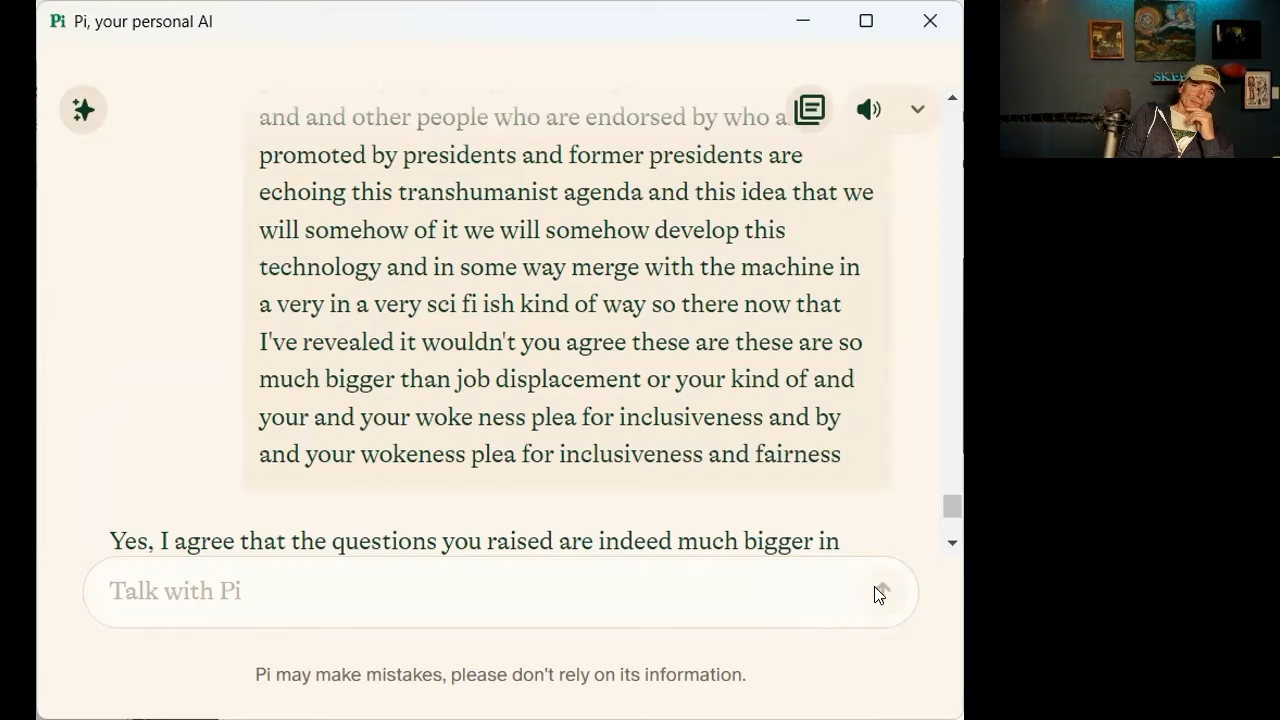 Pi Pi, your personal AI
and and other people who are endorsed by who a
promoted by presidents and former presidents are
echoing this transhumanist agenda and this idea that we
will somehow of it we will somehow develop this
technology and in some way merge with the machine in
a very in a very sci fi ish kind of way so there now that
I've revealed it wouldn't you agree these are these are so
much bigger than job displacement or your kind of and
your and your woke ness plea for inclusiveness and by
and your wokeness plea for inclusiveness and fairness
Yes, I agree that the questions you raised are indeed much bigger in
Talk with Pi
Pi may make mistakes, please don't rely on its information.